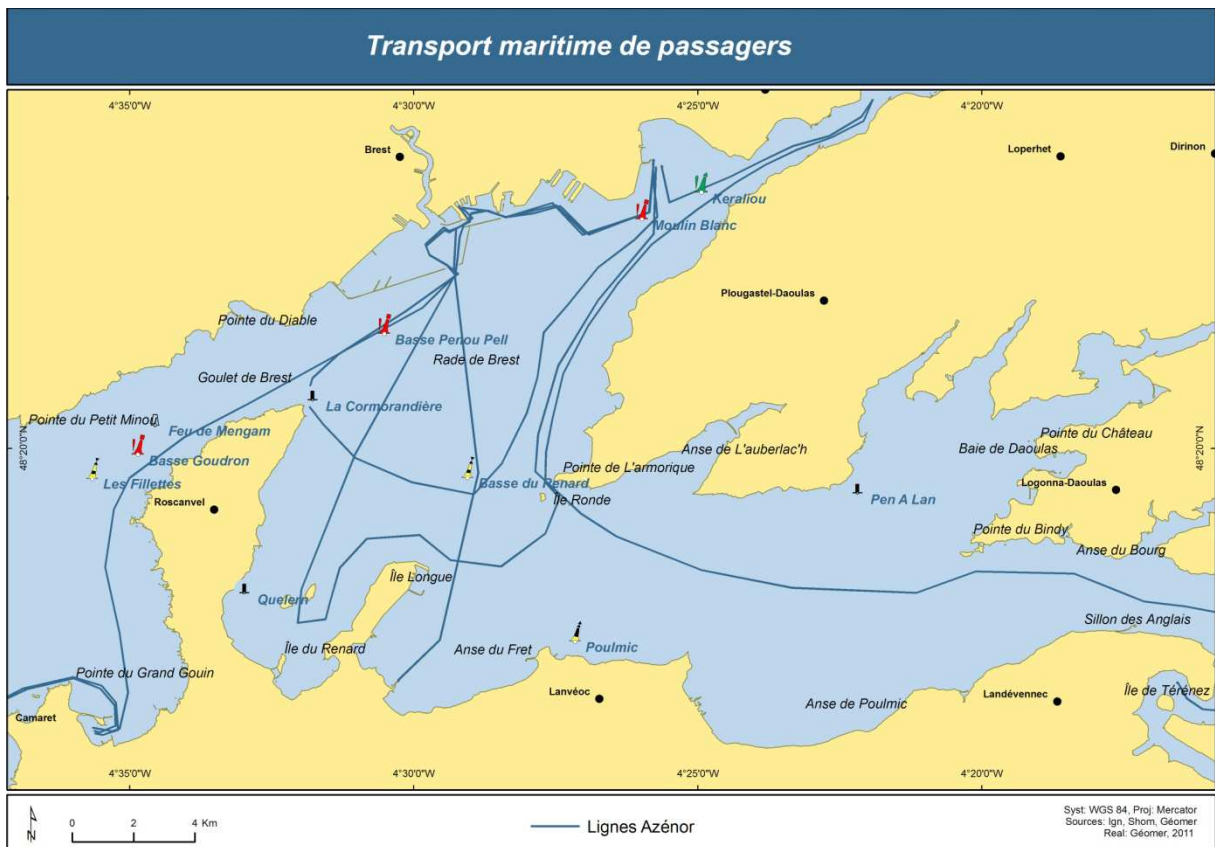 Transport maritime de passagers
4°35'0"W
4°30'0"W
4°25'0"W
4°20'0"W
Brest
Loperhet
Dirinon
Keraliou
Moulin Blanc
Plougastel-Daoulas
Pointe du Diable
Basse Penou Pell
Rade de Brest
Goulet de Brest
La Cormorandière
Pointe du Petit Minou
Feu de Mengam
Pointe du Château
48°20'0"N
Basse Goudron
Anse de L'auberlac'h
Baie de Daoulas
48°20'0"N
Les Fillettes
Basse du Renard
Pointe de L'armorique
Logonna-Daoulas
Île Ronde
Pen A Lan
Roscanvel
Pointe du Bindy
Anse du Bourg
Île Longue
Quelern
Sillon des Anglais
Île du Renard
Anse du Fret
Poulmic
Pointe du Grand Gouin
Île de Térénez
Lanvéoc
Landévennec
Anse de Poulmic
Camaret
4°35'0"W
4°30'0"W
4°25'0"W
4°20'0"W
N
0 2 4 Km
Lignes Azénor
Syst: WGS 84, Proj: Mercator
Sources: Ign, Shom, Géomer
Real: Géomer, 2011